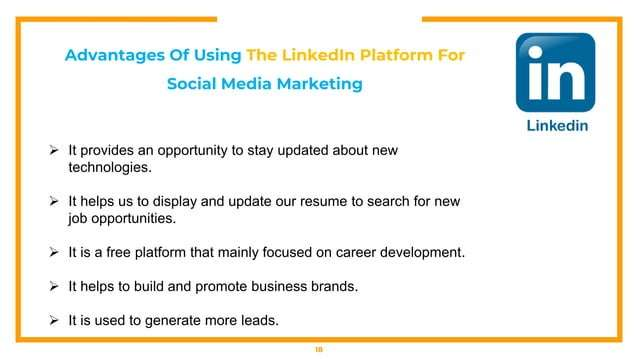 Advantages Of Using The LinkedIn Platform For
Social Media Marketing
in
Linkedin
➢ It provides an opportunity to stay updated about new
technologies.
➢ It helps us to display and update our resume to search for new
job opportunities.
➢ It is a free platform that mainly focused on career development.
➢ It helps to build and promote business brands.
➢ It is used to generate more leads.
18